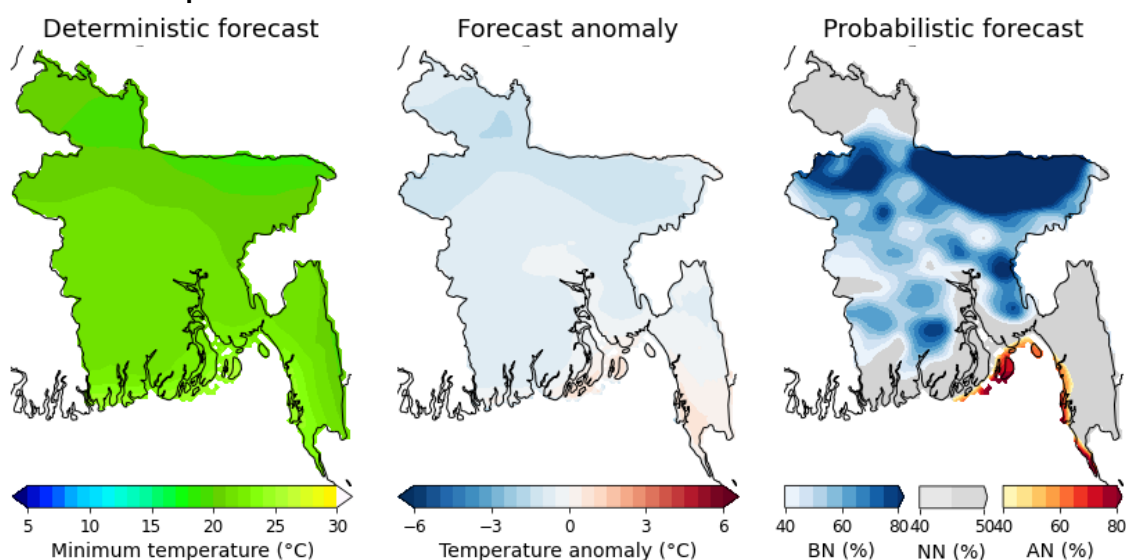 Deterministic forecast
Forecast anomaly
Probabilistic forecast
5 10 15 20 25 30
Minimum temperature (°C)
−6 −3 0 3 6
Temperature anomaly (°C)
40 60 80
BN (%)
40 50
NN (%)
40 60 80
AN (%)